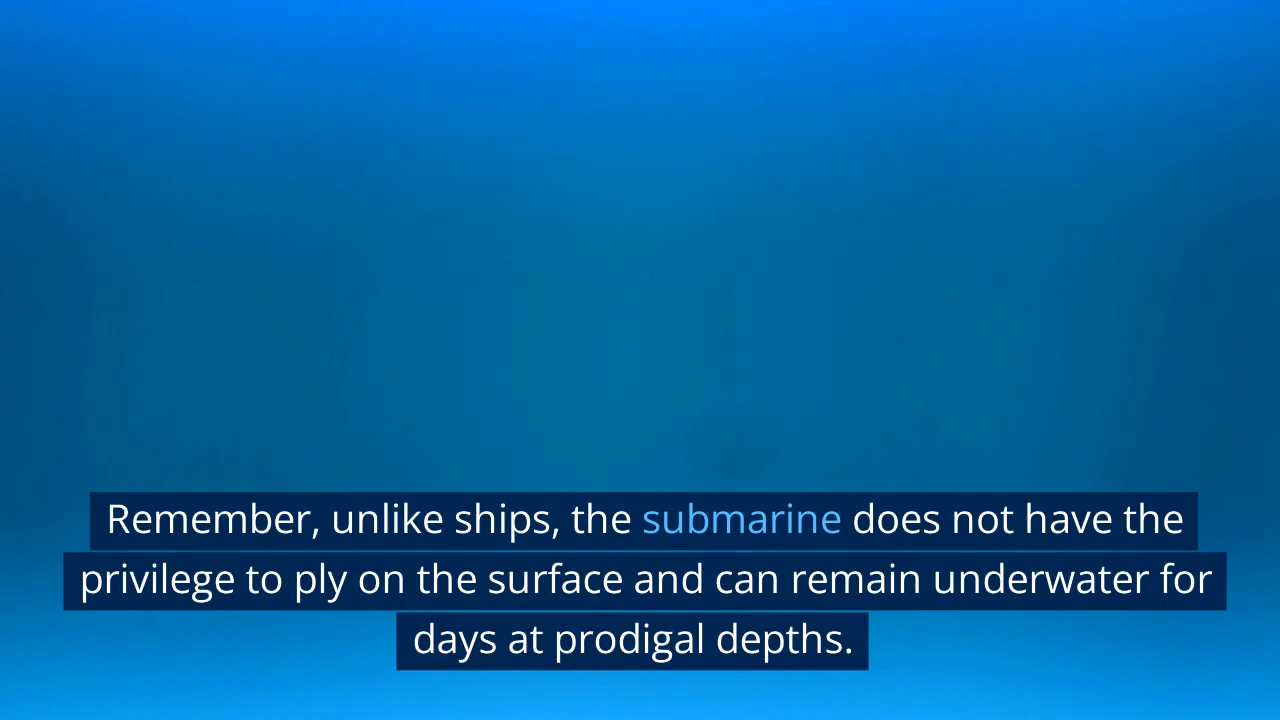 Remember, unlike ships, the submarine does not have the
privilege to ply on the surface and can remain underwater for
days at prodigal depths.